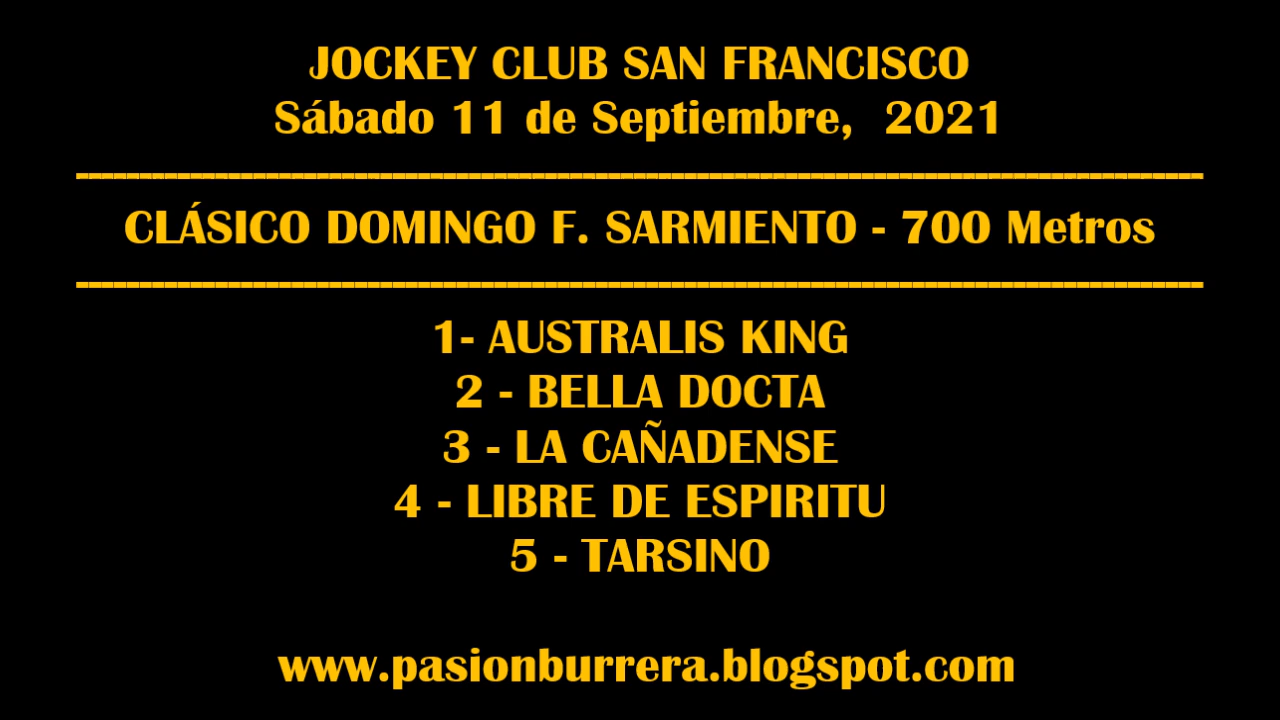 JOCKEY CLUB SAN FRANCISCO
Sábado 11 de Septiembre,  2021
CLÁSICO DOMINGO F. SARMIENTO - 700 Metros
1- AUSTRALIS KING
2 - BELLA DOCTA
3 - LA CAÑADENSE
4 - LIBRE DE ESPIRITU
5 - TARSINO
www.pasionburrera.blogspot.com